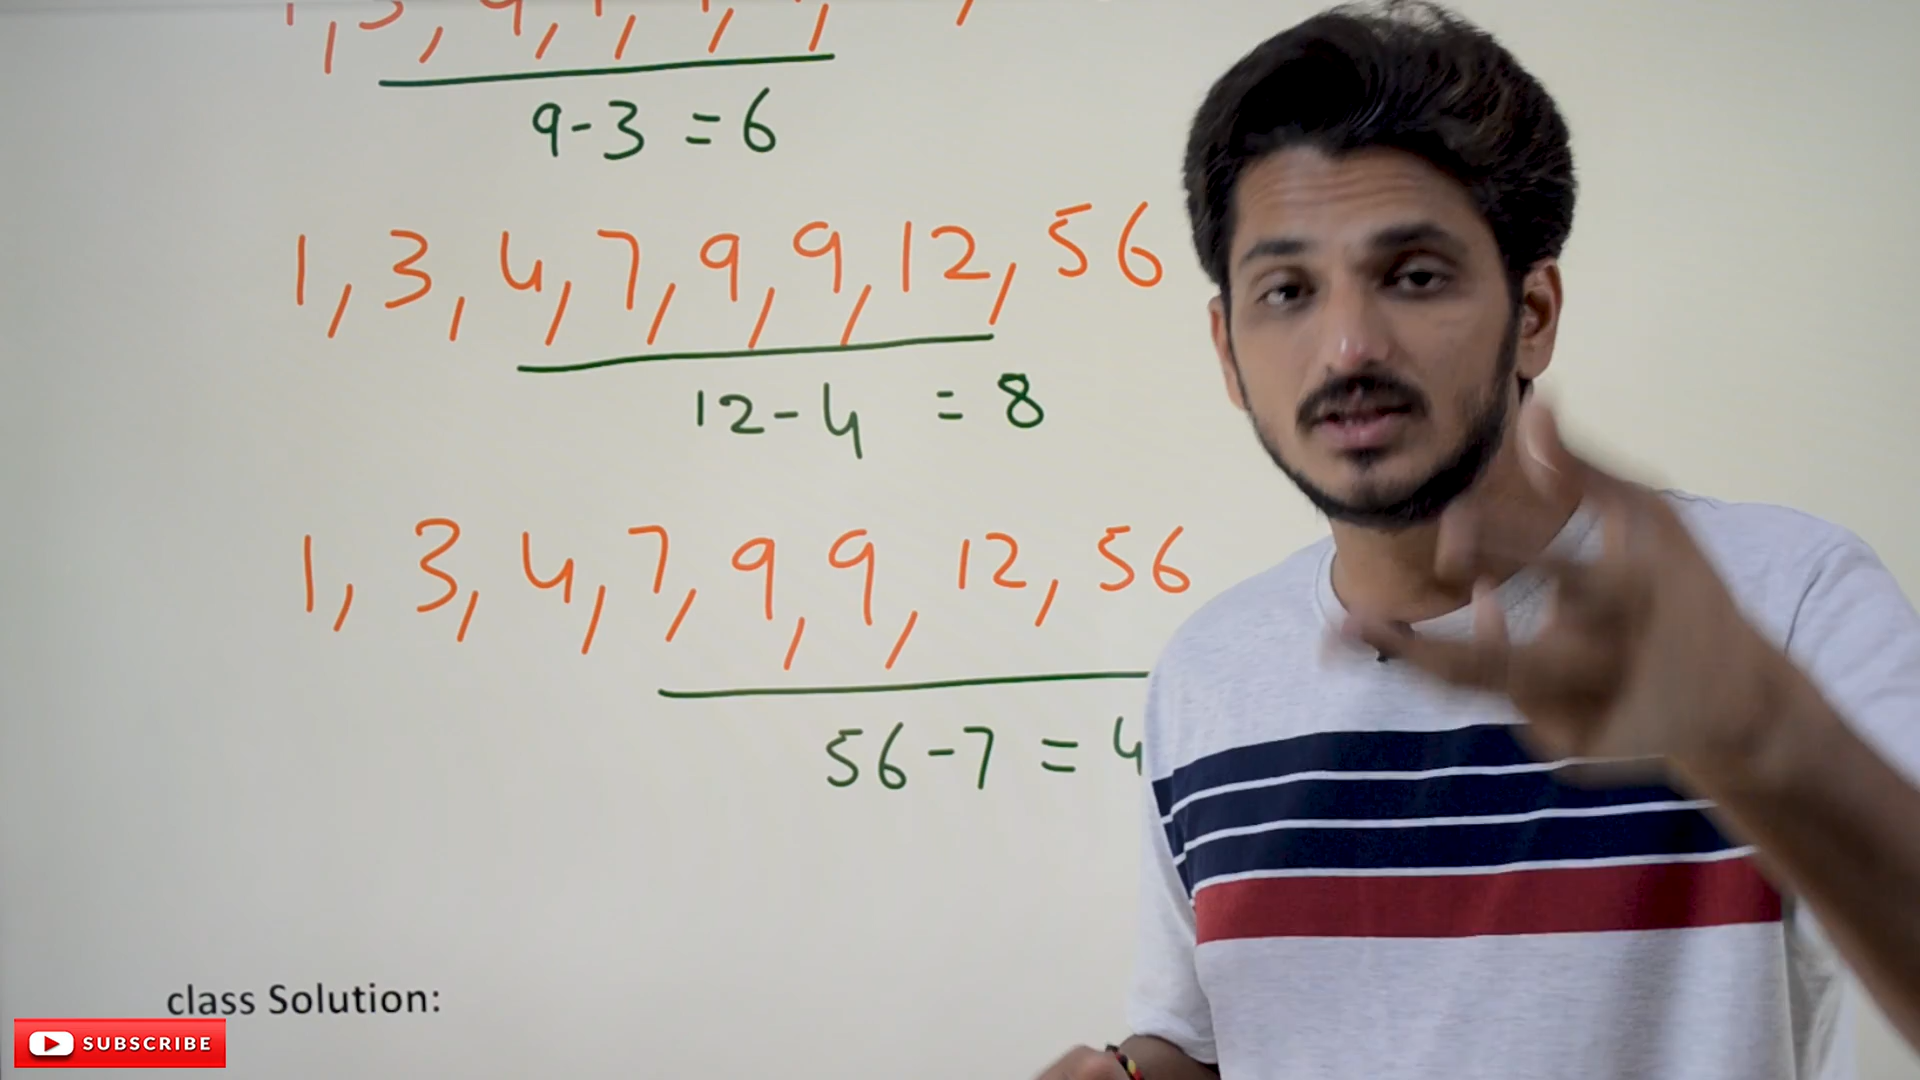 9-3 = 6
1, 3, 4, 7, 9, 9, 12, 56
12-4 = 8
1, 3, 4, 7, 9, 9, 12, 56
56-7 = 4
class Solution:
SUBSCRIBE